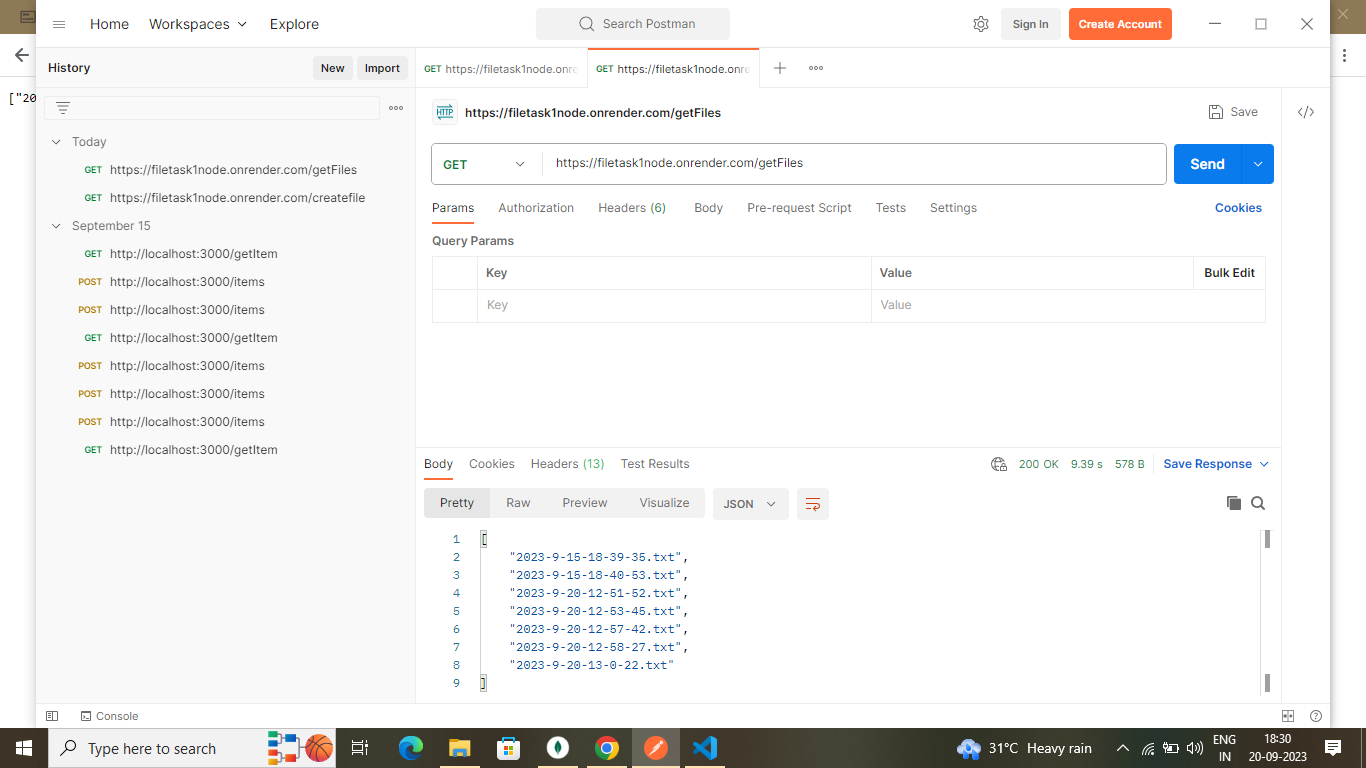 Home Workspaces Explore Search Postman Sign In Create Account
["20
History New Import
GET https://filetask1node.onre GET https://filetask1node.onre
HTTP https://filetask1node.onrender.com/getFiles Save
Today
GET https://filetask1node.onrender.com/getFiles
GET https://filetask1node.onrender.com/createfile
September 15
GET http://localhost:3000/getItem
POST http://localhost:3000/items
POST http://localhost:3000/items
GET http://localhost:3000/getItem
POST http://localhost:3000/items
POST http://localhost:3000/items
POST http://localhost:3000/items
GET http://localhost:3000/getItem
GET https://filetask1node.onrender.com/getFiles Send
Params Authorization Headers (6) Body Pre-request Script Tests Settings Cookies
Query Params
Key Value Bulk Edit
Key Value
Body Cookies Headers (13) Test Results 200 OK 9.39 s 578 B Save Response
Pretty Raw Preview Visualize JSON
1 [
2 "2023-9-15-18-39-35.txt",
3 "2023-9-15-18-40-53.txt",
4 "2023-9-20-12-51-52.txt",
5 "2023-9-20-12-53-45.txt",
6 "2023-9-20-12-57-42.txt",
7 "2023-9-20-12-58-27.txt",
8 "2023-9-20-13-0-22.txt"
9 ]
Console
Type here to search 31°C Heavy rain
ENG 18:30
IN 20-09-2023